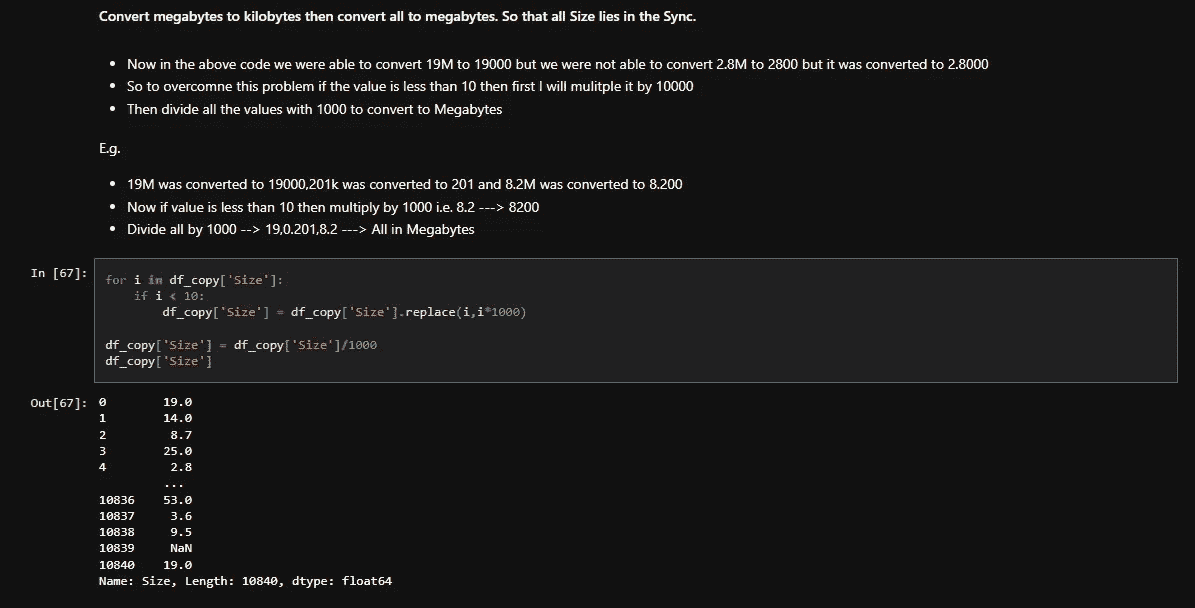 Convert megabytes to kilobytes then convert all to megabytes. So that all Size lies in the Sync.
• Now in the above code we were able to convert 19M to 19000 but we were not able to convert 2.8M to 2800 but it was converted to 2.8000
• So to overcomne this problem if the value is less than 10 then first I will mulitple it by 10000
• Then divide all the values with 1000 to convert to Megabytes
E.g.
• 19M was converted to 19000,201k was converted to 201 and 8.2M was converted to 8.200
• Now if value is less than 10 then multiply by 1000 i.e. 8.2 ---> 8200
• Divide all by 1000 --> 19,0.201,8.2 ---> All in Megabytes
In [67]:
for i in df_copy['Size']:
    if i < 10:
        df_copy['Size'] = df_copy['Size'].replace(i,i*1000)
df_copy['Size'] = df_copy['Size']/1000
df_copy['Size']
Out[67]: 0        19.0
1        14.0
2         8.7
3        25.0
4         2.8
         ...
10836    53.0
10837     3.6
10838     9.5
10839     NaN
10840    19.0
Name: Size, Length: 10840, dtype: float64